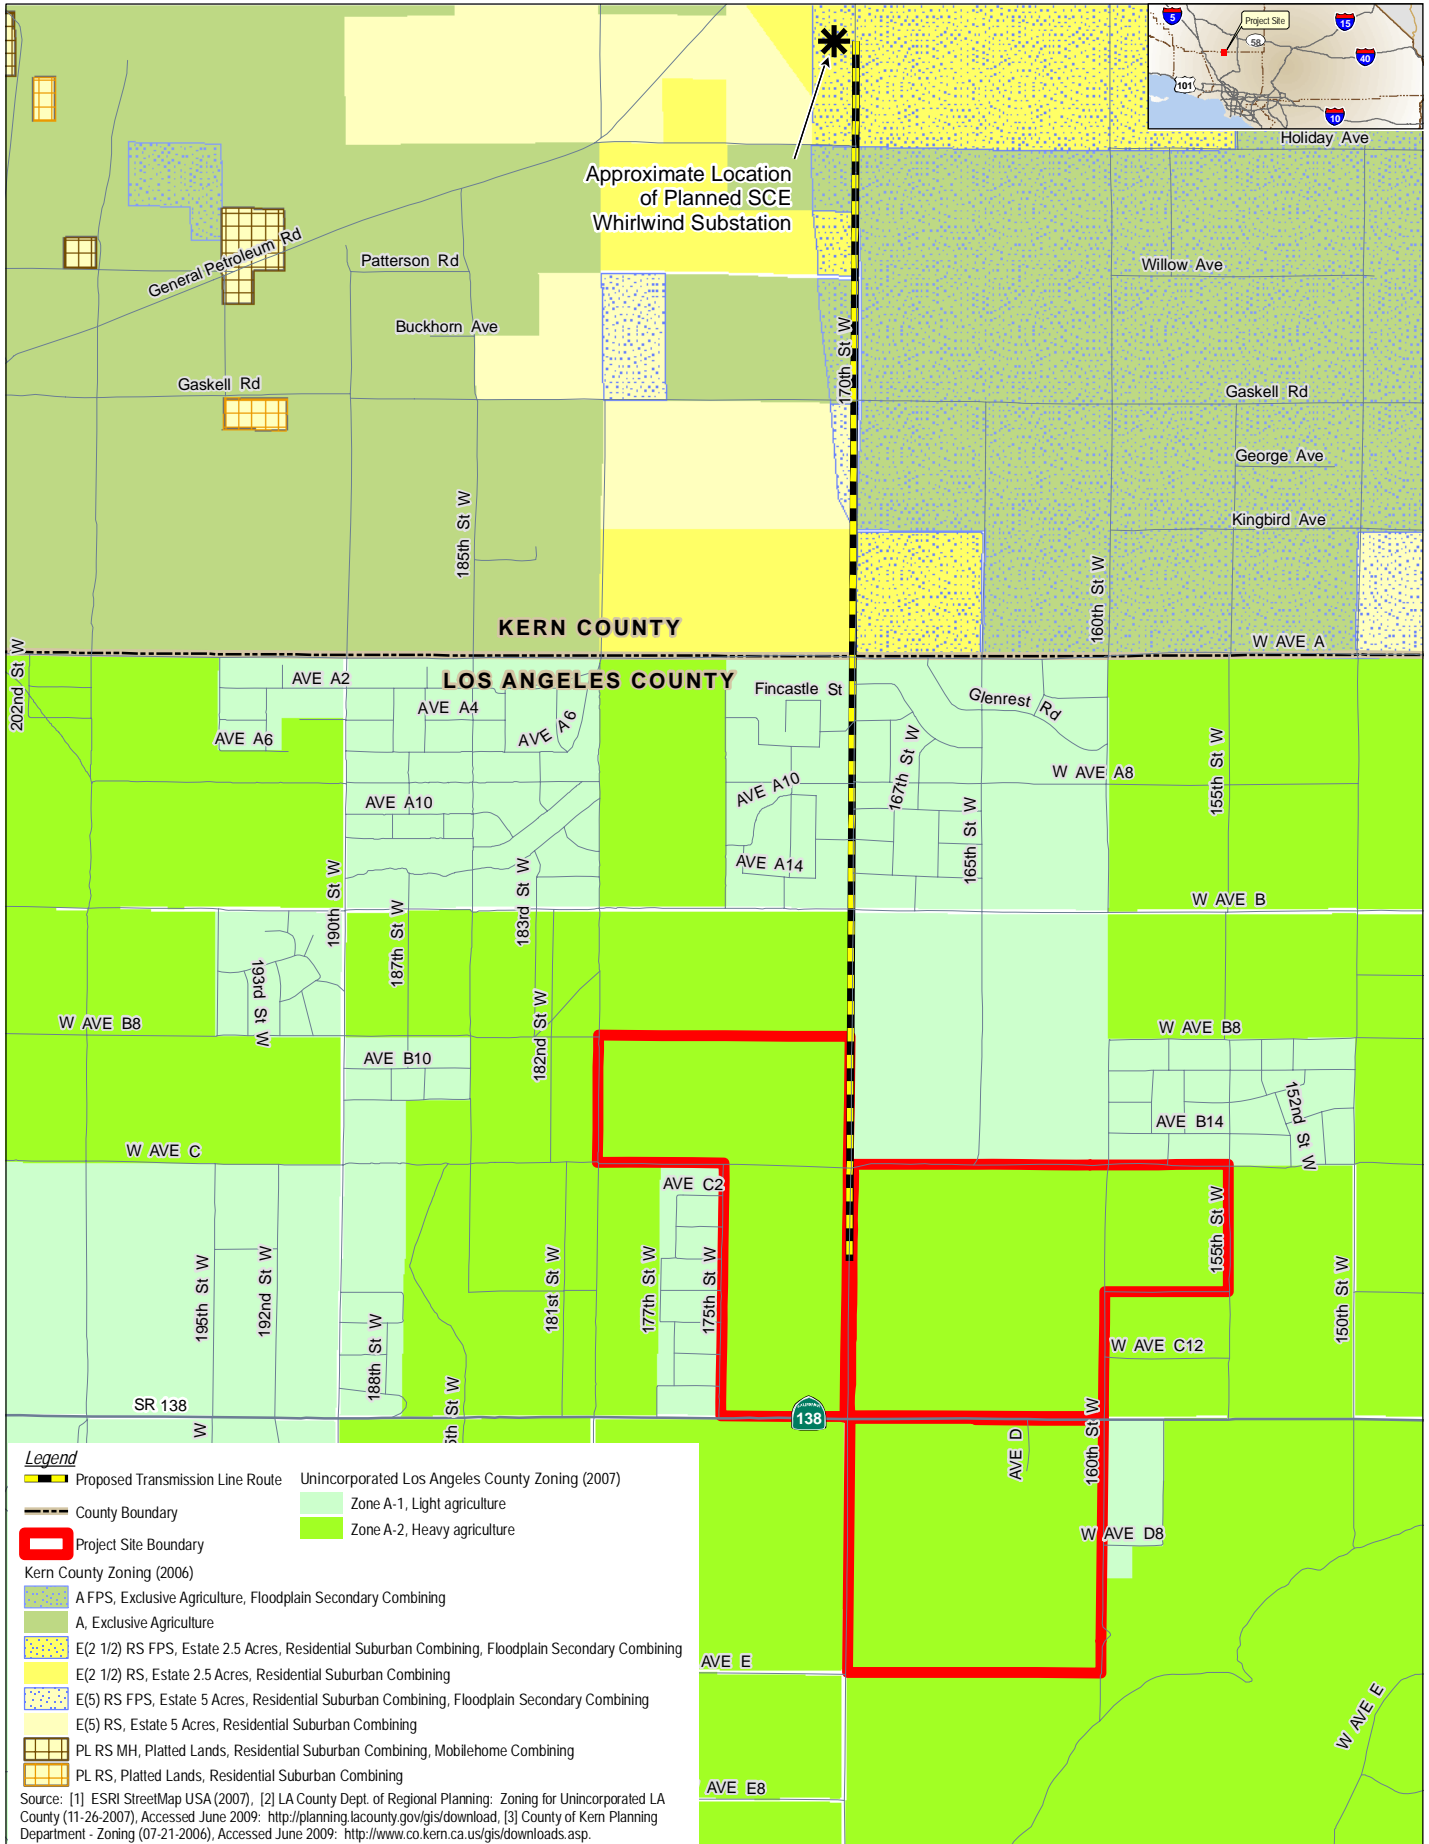 5
Project Site
15
58
40
101
10
Holiday Ave
Approximate Location
of Planned SCE
Whirlwind Substation
General Petroleum Rd
Patterson Rd
Willow Ave
Buckhorn Ave
170th St W
Gaskell Rd
Gaskell Rd
George Ave
185th St W
Kingbird Ave
160th St W
KERN COUNTY
W AVE A
202nd St W
LOS ANGELES COUNTY
AVE A2
Fincastle St
Glenrest Rd
AVE A4
AVE A6
AVE A6
167th St W
155th St W
W AVE A8
AVE A10
AVE A10
165th St W
AVE A14
190th St W
183rd St W
W AVE B
187th St W
193rd St W
182nd St W
W AVE B8
W AVE B8
AVE B10
152nd St W
AVE B14
W AVE C
AVE C2
155th St W
195th St W
192nd St W
181st St W
177th St W
175th St W
150th St W
188th St W
W AVE C12
SR 138
W
5th St W
CALIFORNIA
138
AVE D
160th St W
W AVE D8
AVE E
W AVE E
AVE E8
Legend
Proposed Transmission Line Route
County Boundary
Project Site Boundary
Unincorporated Los Angeles County Zoning (2007)
Zone A-1, Light agriculture
Zone A-2, Heavy agriculture
Kern County Zoning (2006)
A FPS, Exclusive Agriculture, Floodplain Secondary Combining
A, Exclusive Agriculture
E(2 1/2) RS FPS, Estate 2.5 Acres, Residential Suburban Combining, Floodplain Secondary Combining
E(2 1/2) RS, Estate 2.5 Acres, Residential Suburban Combining
E(5) RS FPS, Estate 5 Acres, Residential Suburban Combining, Floodplain Secondary Combining
E(5) RS, Estate 5 Acres, Residential Suburban Combining
PL RS MH, Platted Lands, Residential Suburban Combining, Mobilehome Combining
PL RS, Platted Lands, Residential Suburban Combining
Source: [1] ESRI StreetMap USA (2007), [2] LA County Dept. of Regional Planning: Zoning for Unincorporated LA
County (11-26-2007), Accessed June 2009: http://planning.lacounty.gov/gis/download, [3] County of Kern Planning
Department - Zoning (07-21-2006), Accessed June 2009: http://www.co.kern.ca.us/gis/downloads.asp.